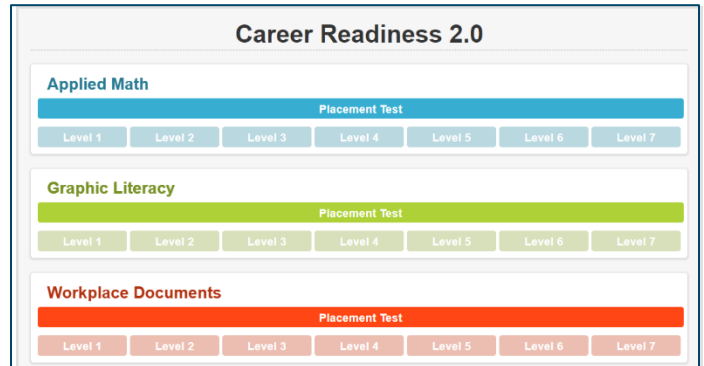 Career Readiness 2.0
Applied Math
Placement Test
Level 1 Level 2 Level 3 Level 4 Level 5 Level 6 Level 7
Graphic Literacy
Placement Test
Level 1 Level 2 Level 3 Level 4 Level 5 Level 6 Level 7
Workplace Documents
Placement Test
Level 1 Level 2 Level 3 Level 4 Level 5 Level 6 Level 7